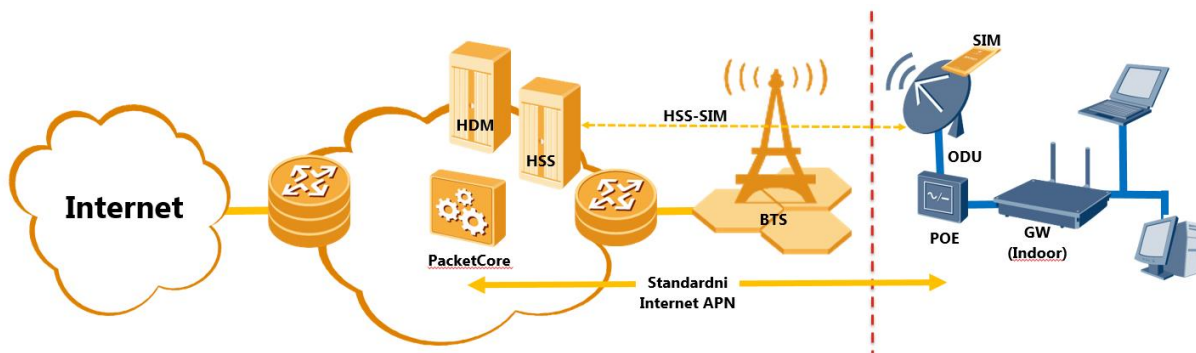 SIM
HDM
HSS-SIM
HSS
ODU
Internet
BTS
POE
GW
(Indoor)
PacketCore
Standardni
Internet APN